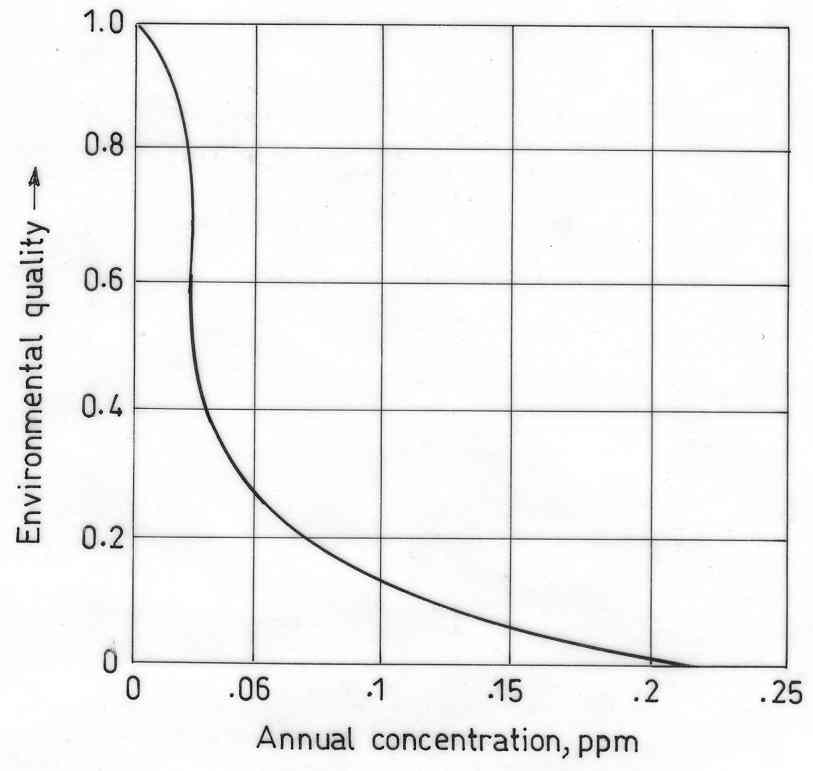 1.0
0.8
0.6
0.4
0.2
0
Environmental quality →
0 .06 .1 .15 .2 .25
Annual concentration, ppm